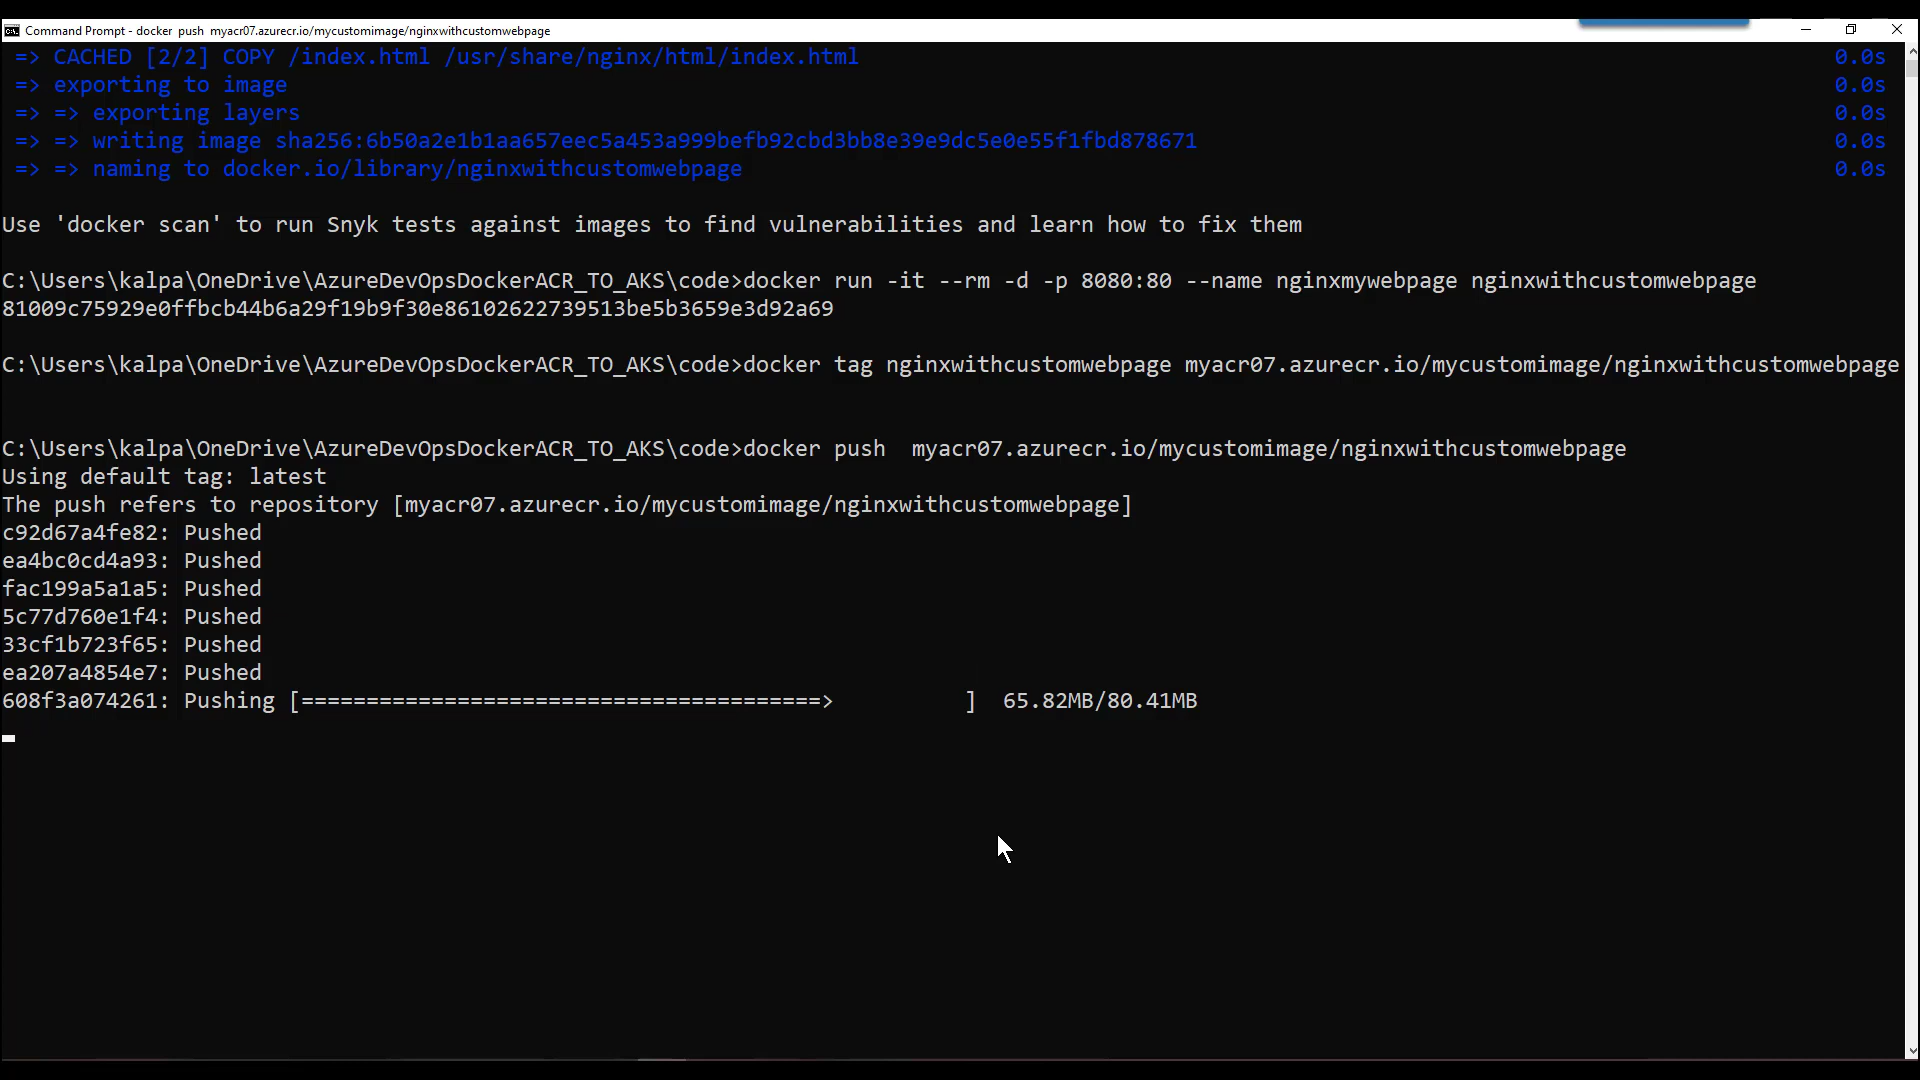 Command Prompt - docker  push  myacr07.azurecr.io/mycustomimage/nginxwithcustomwebpage
=> CACHED [2/2] COPY /index.html /usr/share/nginx/html/index.html 0.0s
=> exporting to image 0.0s
=> => exporting layers 0.0s
=> => writing image sha256:6b50a2e1b1aa657eec5a453a999befb92cbd3bb8e39e9dc5e0e55f1fbd878671 0.0s
=> => naming to docker.io/library/nginxwithcustomwebpage 0.0s
Use 'docker scan' to run Snyk tests against images to find vulnerabilities and learn how to fix them
C:\Users\kalpa\OneDrive\AzureDevOpsDockerACR_TO_AKS\code>docker run -it --rm -d -p 8080:80 --name nginxmywebpage nginxwithcustomwebpage
81009c75929e0ffbcb44b6a29f19b9f30e86102622739513be5b3659e3d92a69
C:\Users\kalpa\OneDrive\AzureDevOpsDockerACR_TO_AKS\code>docker tag nginxwithcustomwebpage myacr07.azurecr.io/mycustomimage/nginxwithcustomwebpage
C:\Users\kalpa\OneDrive\AzureDevOpsDockerACR_TO_AKS\code>docker push  myacr07.azurecr.io/mycustomimage/nginxwithcustomwebpage
Using default tag: latest
The push refers to repository [myacr07.azurecr.io/mycustomimage/nginxwithcustomwebpage]
c92d67a4fe82: Pushed
ea4bc0cd4a93: Pushed
fac199a5a1a5: Pushed
5c77d760e1f4: Pushed
33cf1b723f65: Pushed
ea207a4854e7: Pushed
608f3a074261: Pushing [========================================>          ]  65.82MB/80.41MB